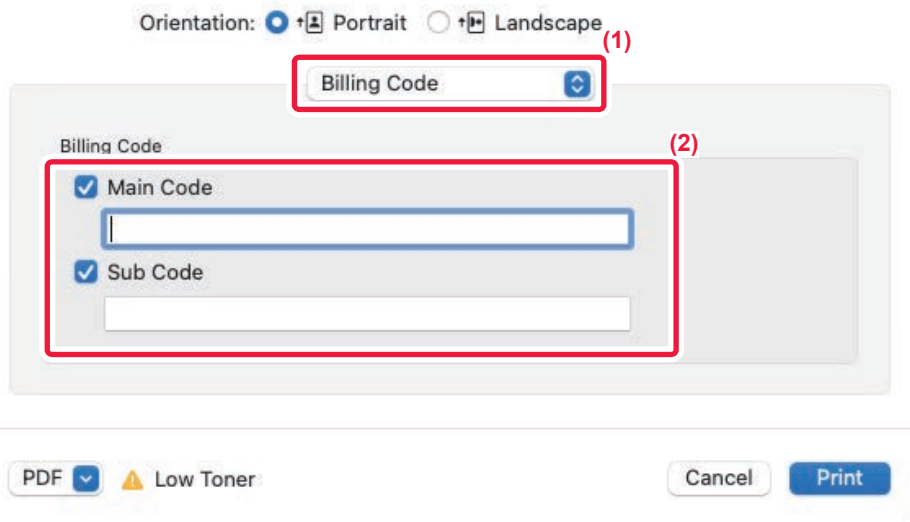 Orientation: Portrait Landscape
(1)
Billing Code
Billing Code
(2)
Main Code
Sub Code
PDF Low Toner Cancel Print